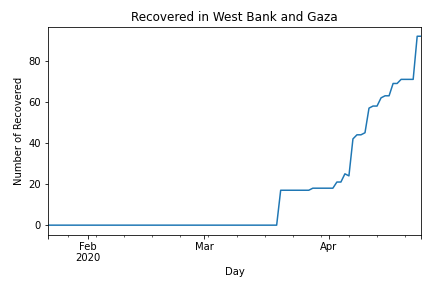 Recovered in West Bank and Gaza
Number of Recovered
80
60
40
20
0
Feb
2020
Mar
Apr
Day